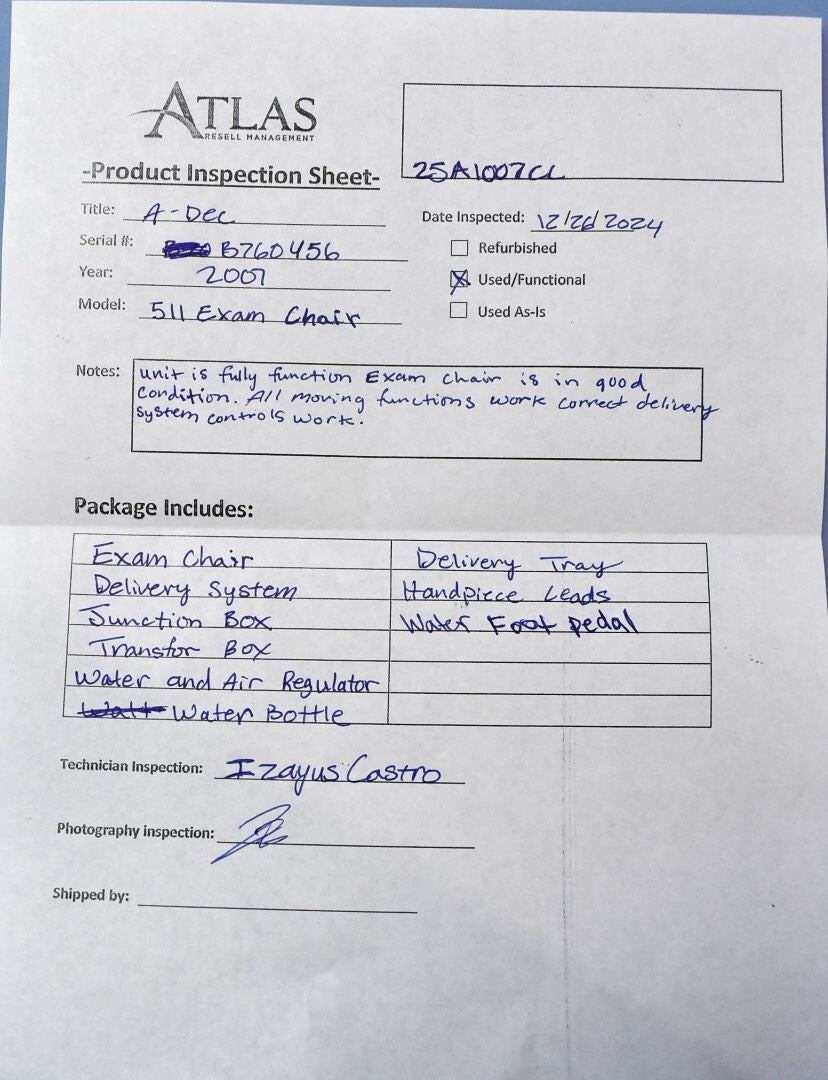 ATLAS
RESELL MANAGEMENT
25A1007CL
-Product Inspection Sheet-
Title: A-Dec
Date Inspected: 12/26/2024
Serial #: B760456
Refurbished
Year: 2007
Used/Functional
Model: 511 Exam Chair
Used As-Is
Notes: unit is fully function Exam chair is in good
condition. All moving functions work correct delivery
system controls work.
Package Includes:
Exam Chair Delivery Tray
Delivery System Handpiece Leads
Junction Box Water Foot pedal
Transfor Box
Water and Air Regulator
Water Bottle
Technician Inspection: Izayus Castro
Photography inspection:
Shipped by: